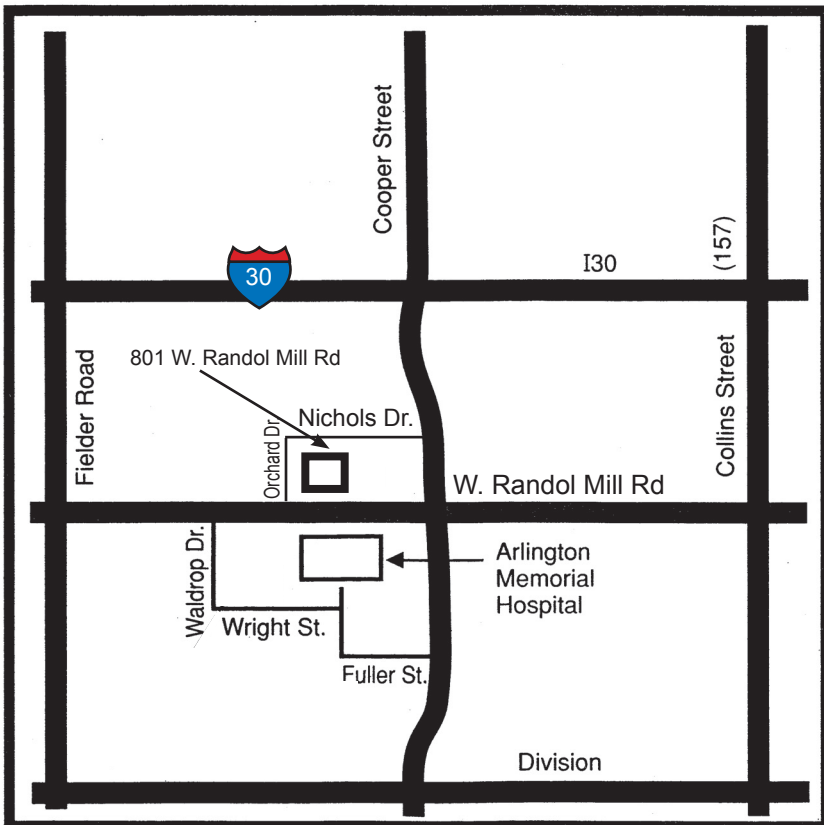 Cooper Street
(157)
I30
30
801 W. Randol Mill Rd
Fielder Road
Collins Street
Nichols Dr.
Orchard Dr.
W. Randol Mill Rd
Waldrop Dr.
Arlington
Memorial
Hospital
Wright St.
Fuller St.
Division